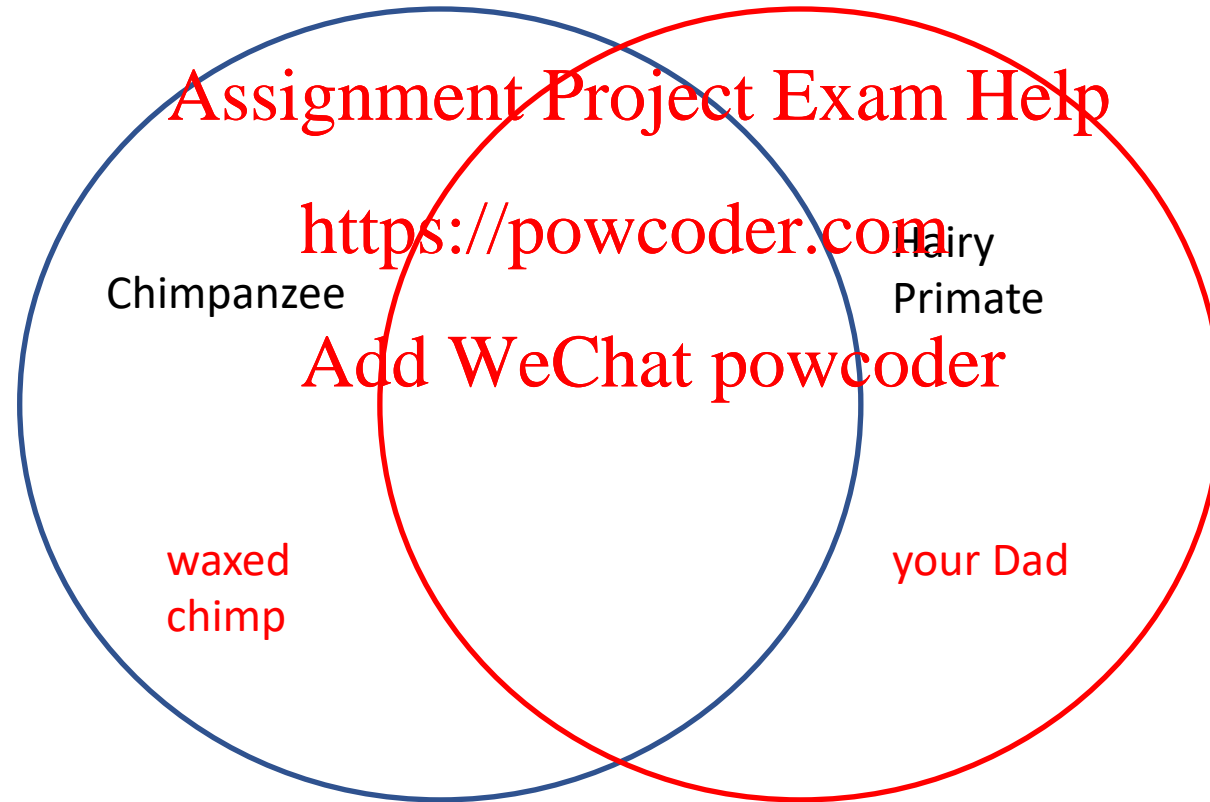 Assignment Project Exam Help
https://powcoder.com
Hairy
Primate
Chimpanzee
Add WeChat powcoder
waxed
chimp
your Dad